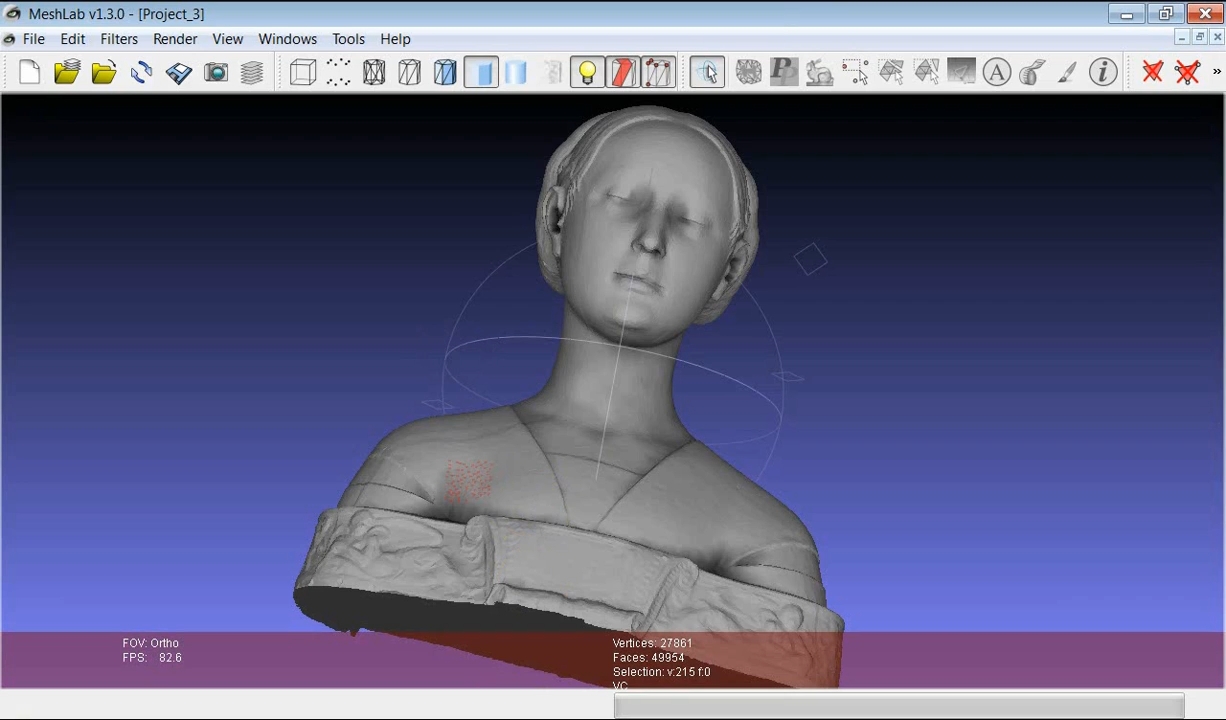 MeshLab v1.3.0 - [Project_3]
File Edit Filters Render View Windows Tools Help
A i »
FOV: Ortho
FPS: 82.6
Vertices: 27861
Faces: 49954
Selection: v:215 f:0
VC